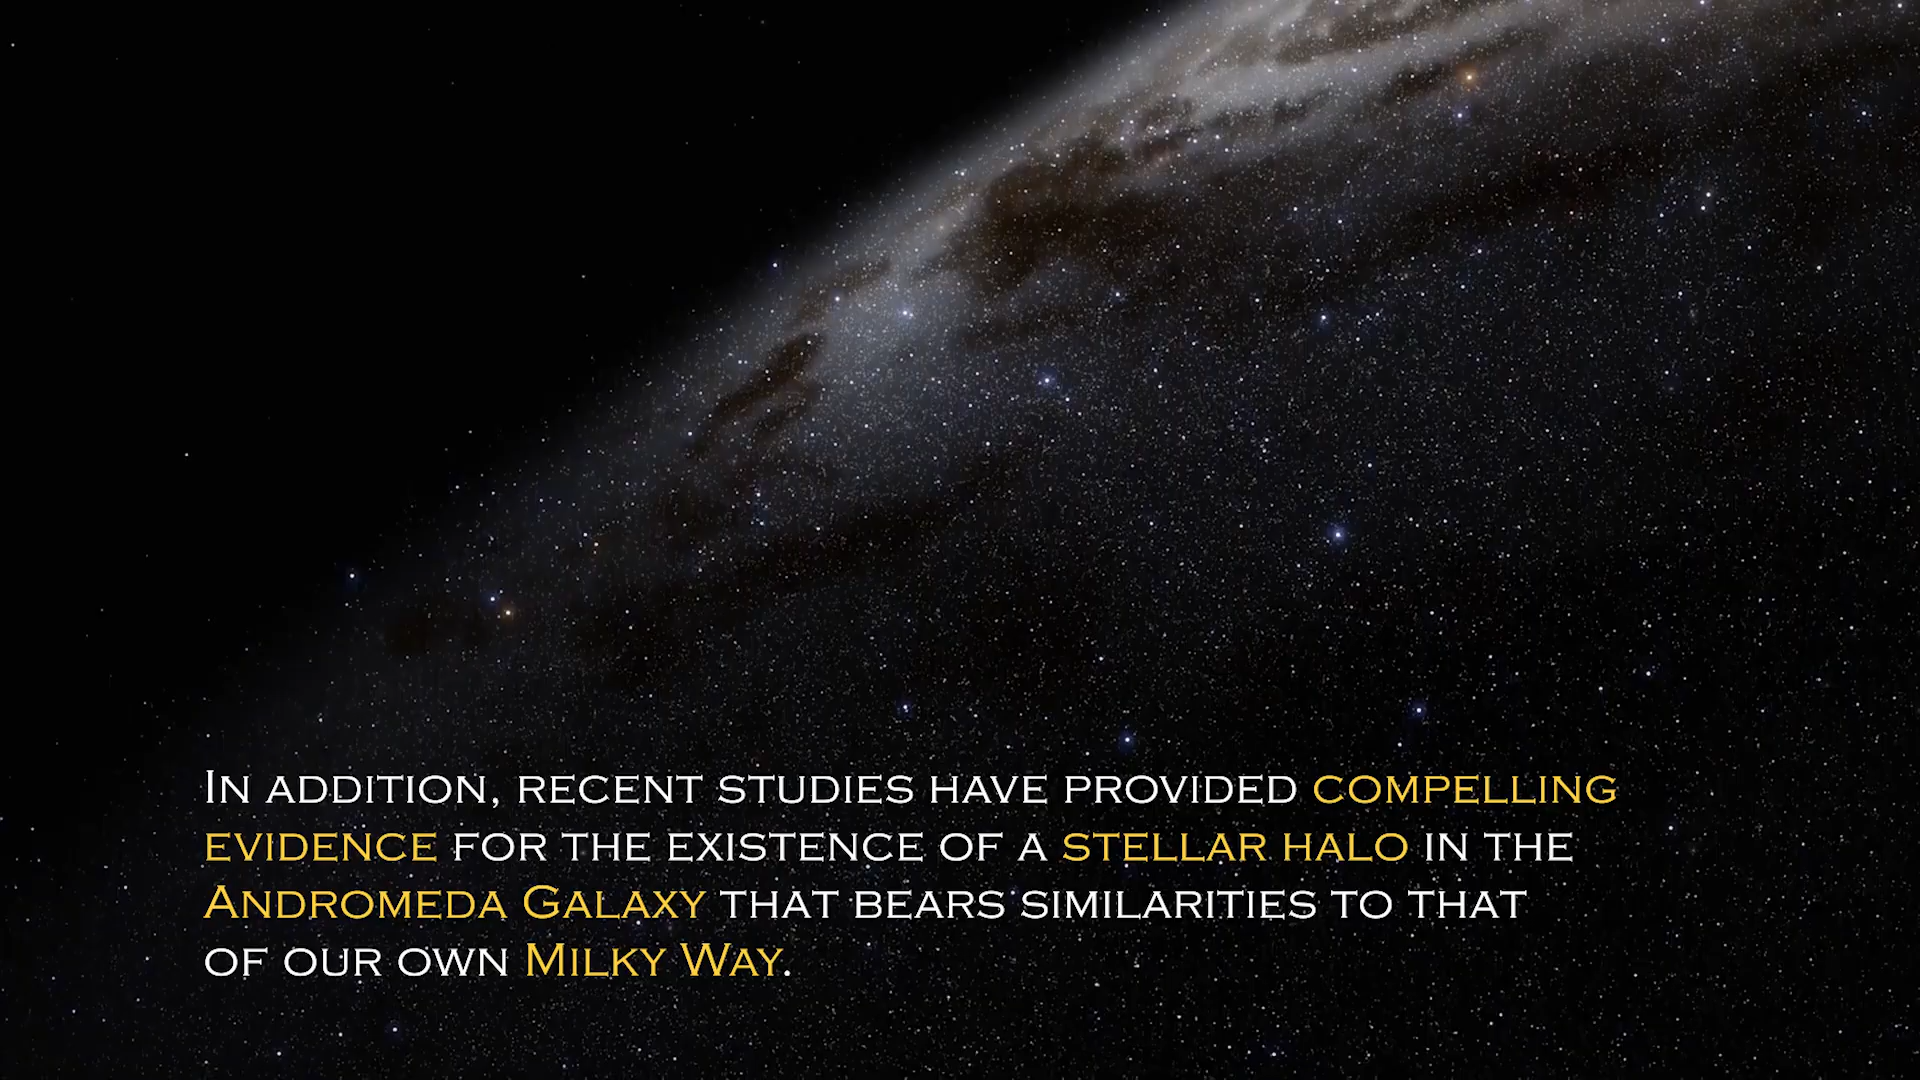 In addition, recent studies have provided compelling
evidence for the existence of a stellar halo in the
Andromeda Galaxy that bears similarities to that
of our own Milky Way.